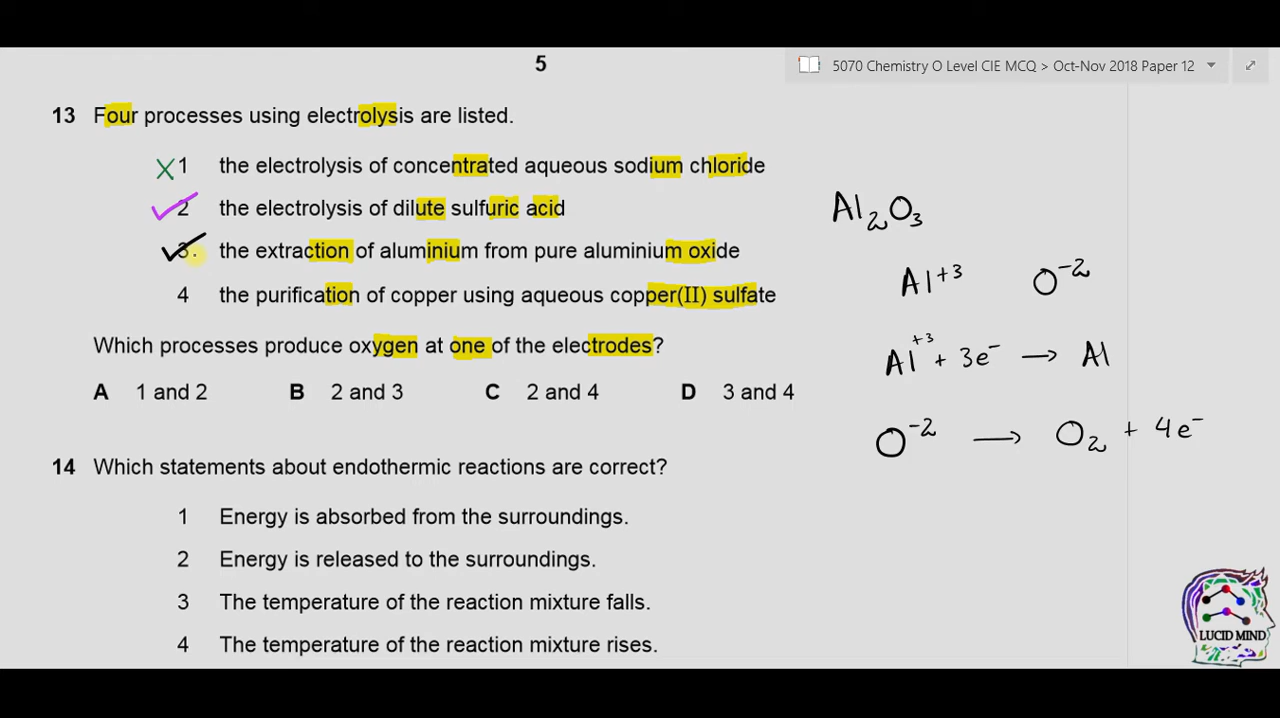 5
5070 Chemistry O Level CIE MCQ > Oct-Nov 2018 Paper 12
13 Four processes using electrolysis are listed.
X 1 the electrolysis of concentrated aqueous sodium chloride
✓ 2 the electrolysis of dilute sulfuric acid
✓ 3 the extraction of aluminium from pure aluminium oxide
4 the purification of copper using aqueous copper(II) sulfate
Which processes produce oxygen at one of the electrodes?
A 1 and 2 B 2 and 3 C 2 and 4 D 3 and 4
Al₂O₃
Al⁺³ O⁻²
Al⁺³ + 3e⁻ → Al
O⁻² → O₂ + 4e⁻
14 Which statements about endothermic reactions are correct?
1 Energy is absorbed from the surroundings.
2 Energy is released to the surroundings.
3 The temperature of the reaction mixture falls.
4 The temperature of the reaction mixture rises.
LUCID MIND